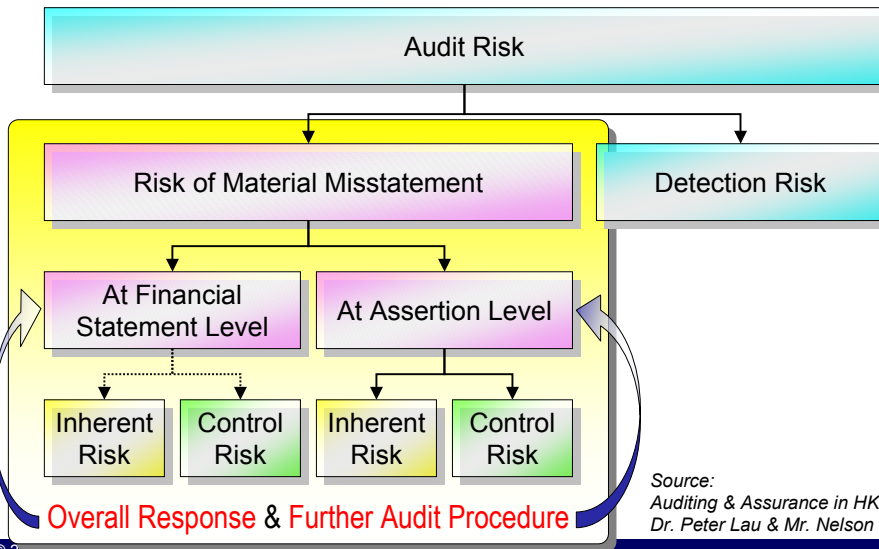 Audit Risk
Risk of Material Misstatement
Detection Risk
At Financial
Statement Level
At Assertion Level
Inherent
Risk
Control
Risk
Inherent
Risk
Control
Risk
Overall Response & Further Audit Procedure
Source:
Auditing & Assurance in HK
Dr. Peter Lau & Mr. Nelson